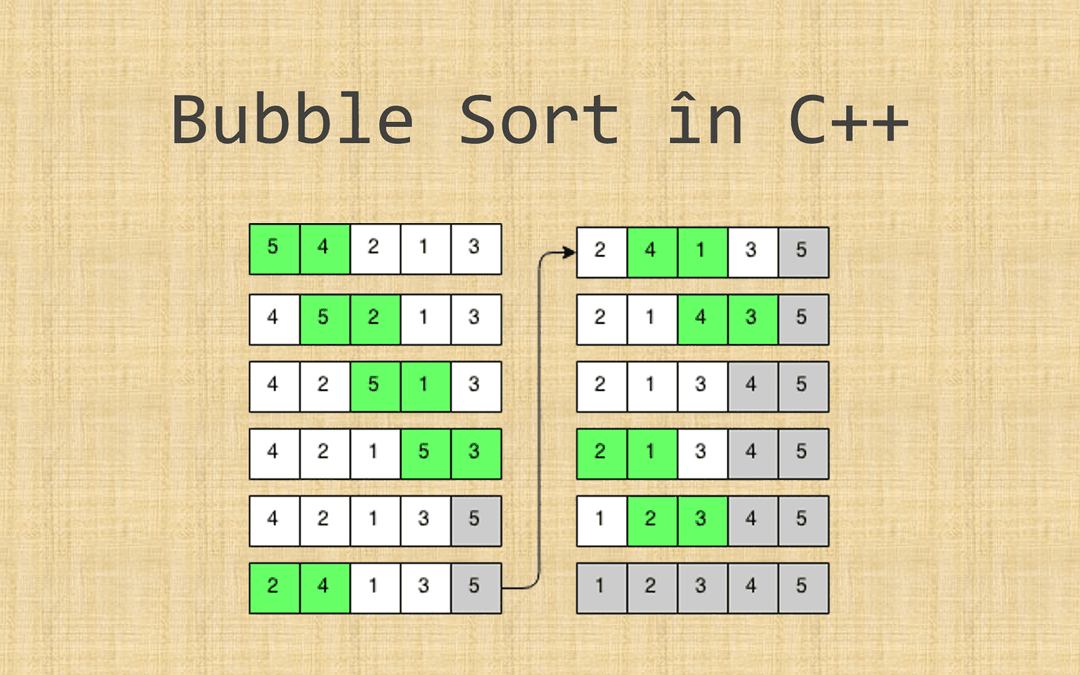 Bubble Sort în C++
5 4 2 1 3
4 5 2 1 3
4 2 5 1 3
4 2 1 5 3
4 2 1 3 5
2 4 1 3 5
2 4 1 3 5
2 1 4 3 5
2 1 3 4 5
2 1 3 4 5
1 2 3 4 5
1 2 3 4 5